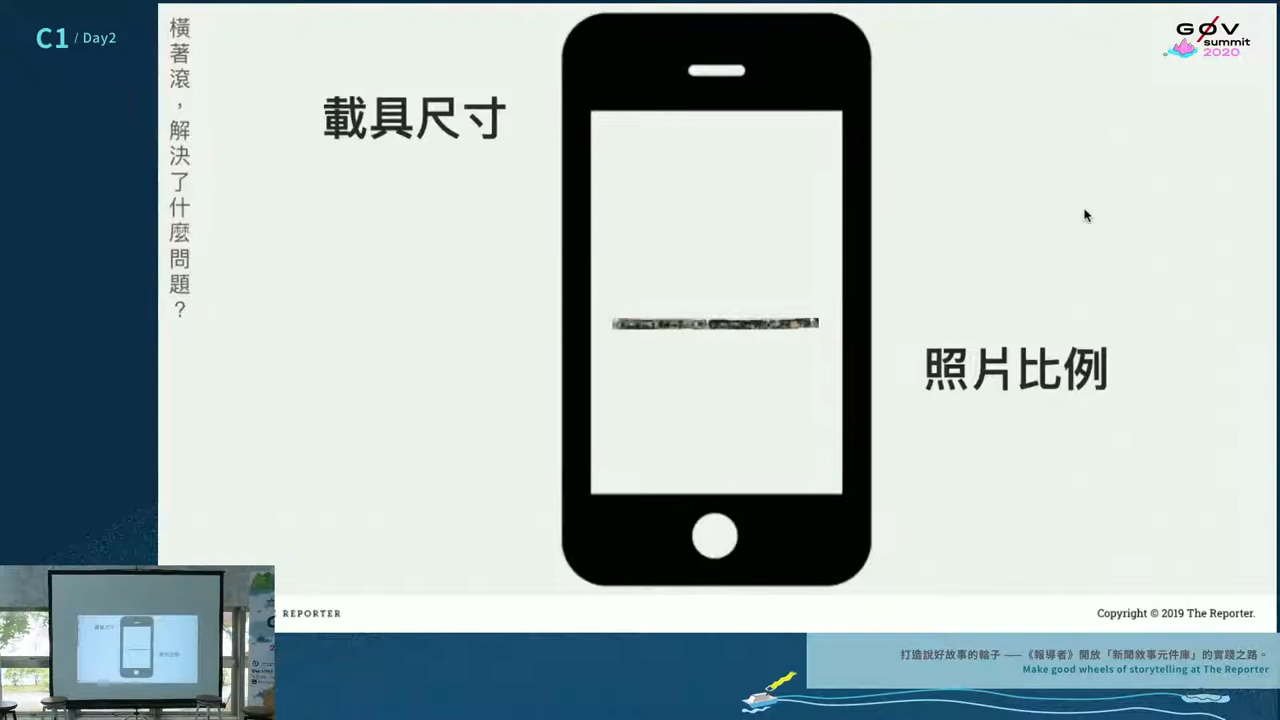 C1 / Day2
橫著滾，解決了什麼問題？
載具尺寸
照片比例
GØV
summit
2020
REPORTER
Copyright © 2019 The Reporter.
打造說好故事的輪子 ——《報導者》開放「新聞敘事元件庫」的實踐之路。
Make good wheels of storytelling at The Reporter